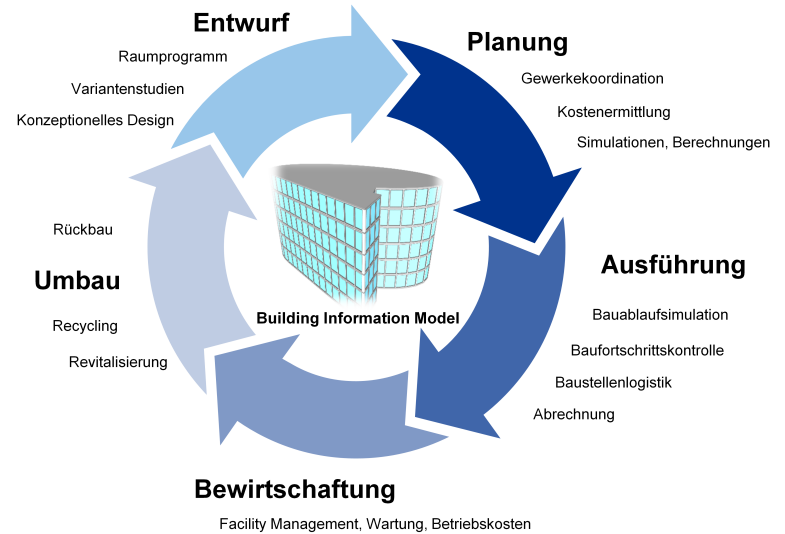 Entwurf
Raumprogramm
Variantenstudien
Konzeptionelles Design
Planung
Gewerkekoordination
Kostenermittlung
Simulationen, Berechnungen
Ausführung
Bauablaufsimulation
Baufortschrittskontrolle
Baustellenlogistik
Abrechnung
Bewirtschaftung
Facility Management, Wartung, Betriebskosten
Rückbau
Umbau
Recycling
Revitalisierung
Building Information Model